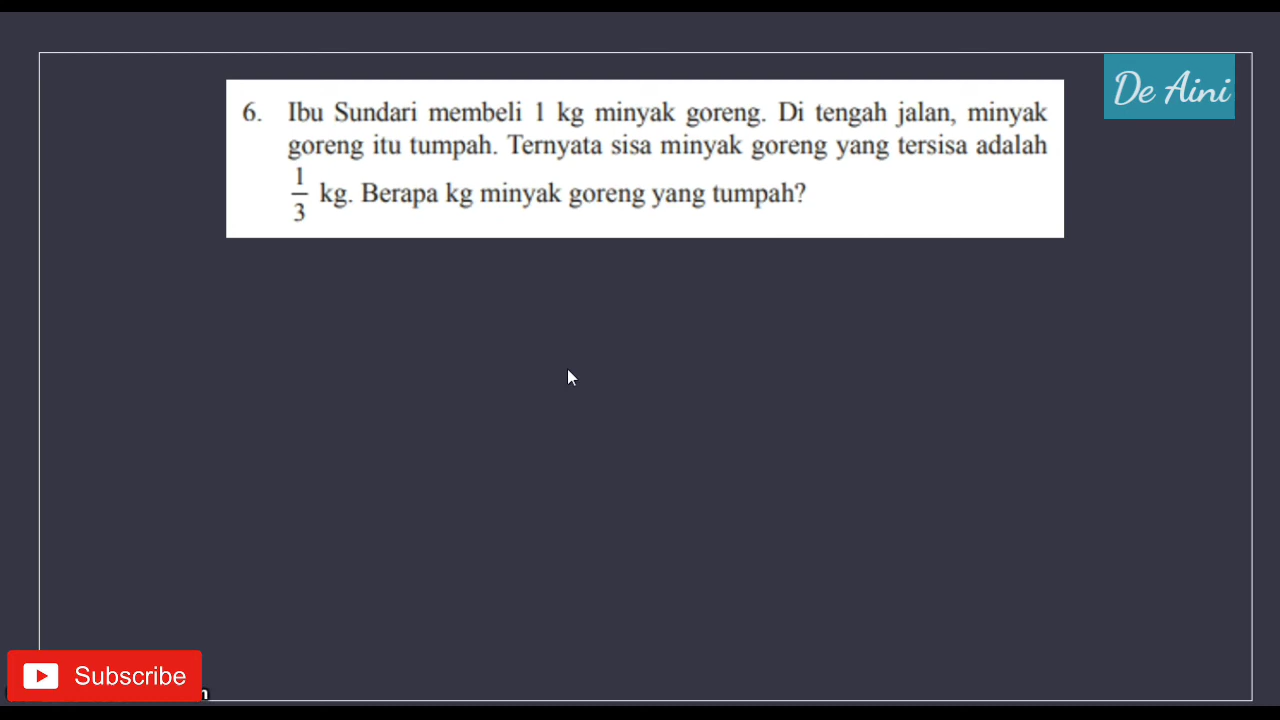 De Aini
6. Ibu Sundari membeli 1 kg minyak goreng. Di tengah jalan, minyak
goreng itu tumpah. Ternyata sisa minyak goreng yang tersisa adalah
1/3 kg. Berapa kg minyak goreng yang tumpah?
Subscribe